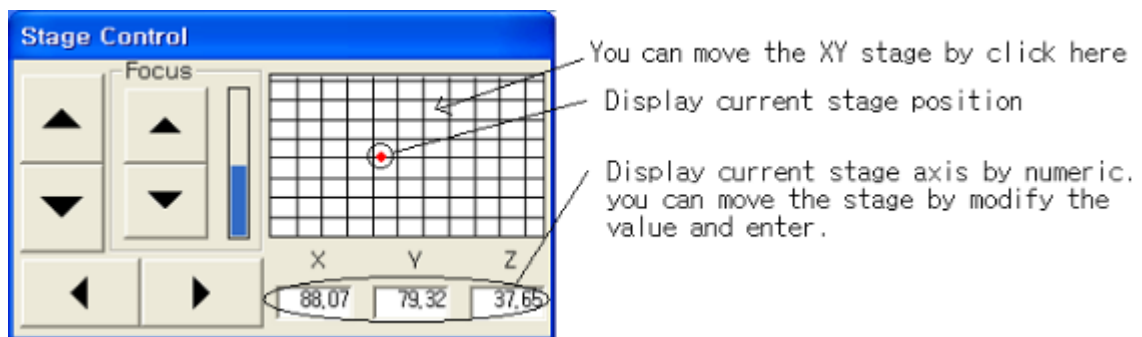 Stage Control
Focus
You can move the XY stage by click here
Display current stage position
Display current stage axis by numeric.
you can move the stage by modify the
value and enter.
X Y Z
88,07 79,32 37,65